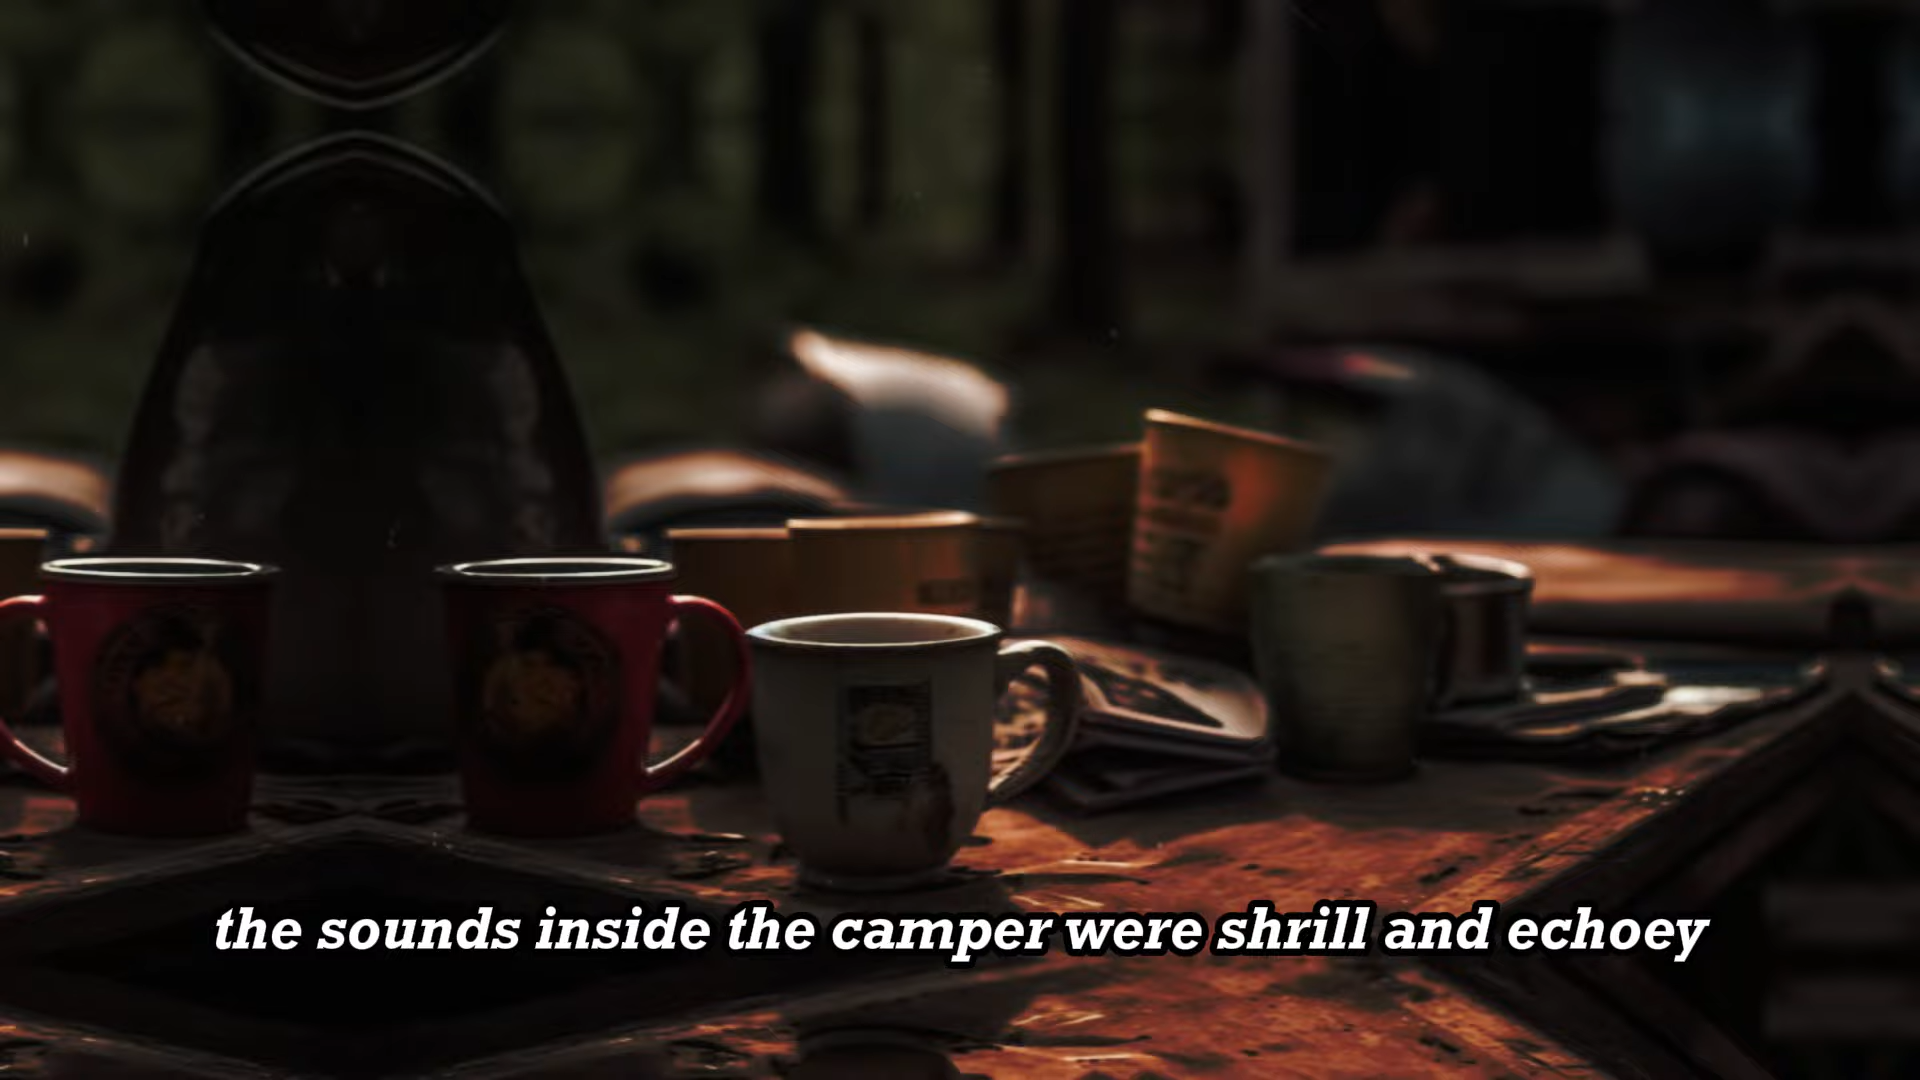 the sounds inside the camper were shrill and echoey